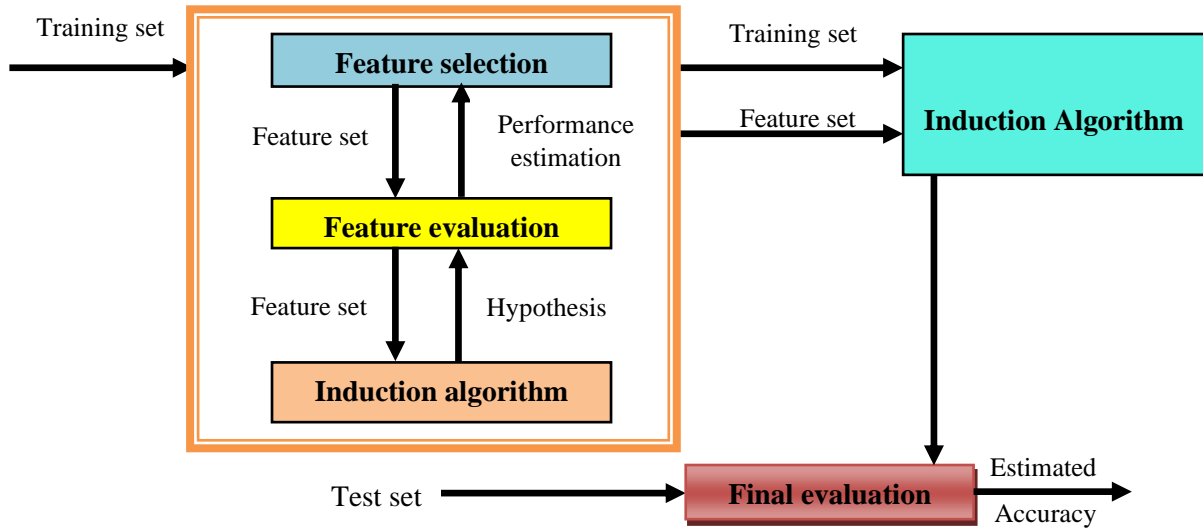 Training set
Feature selection
Feature set
Performance
estimation
Feature evaluation
Feature set
Hypothesis
Induction algorithm
Training set
Feature set
Induction Algorithm
Test set
Final evaluation
Estimated
Accuracy